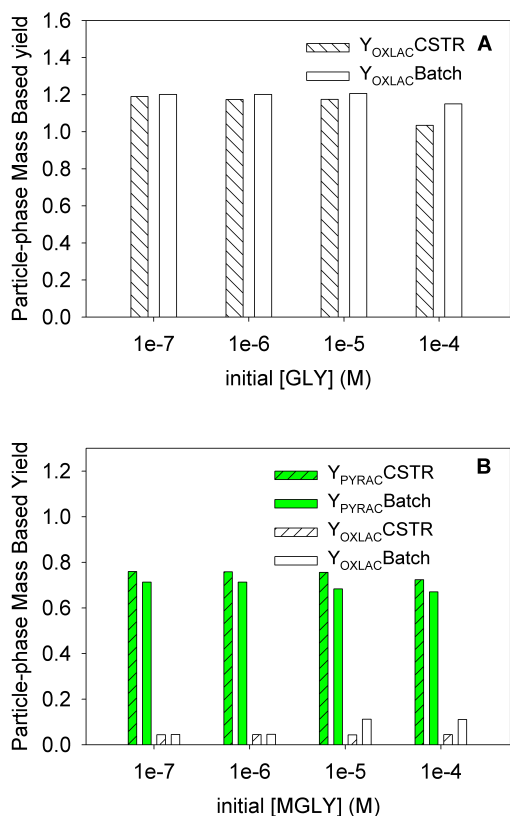 Particle-phase Mass Based yield
1.6
1.4
1.2
1.0
0.8
0.6
0.4
0.2
0.0
Y_OXLAC CSTR
Y_OXLAC Batch
A
1e-7 1e-6 1e-5 1e-4
initial [GLY] (M)
Particle-phase Mass Based Yield
1.2
1.0
0.8
0.6
0.4
0.2
0.0
Y_PYRAC CSTR
Y_PYRAC Batch
Y_OXLAC CSTR
Y_OXLAC Batch
B
1e-7 1e-6 1e-5 1e-4
initial [MGLY] (M)